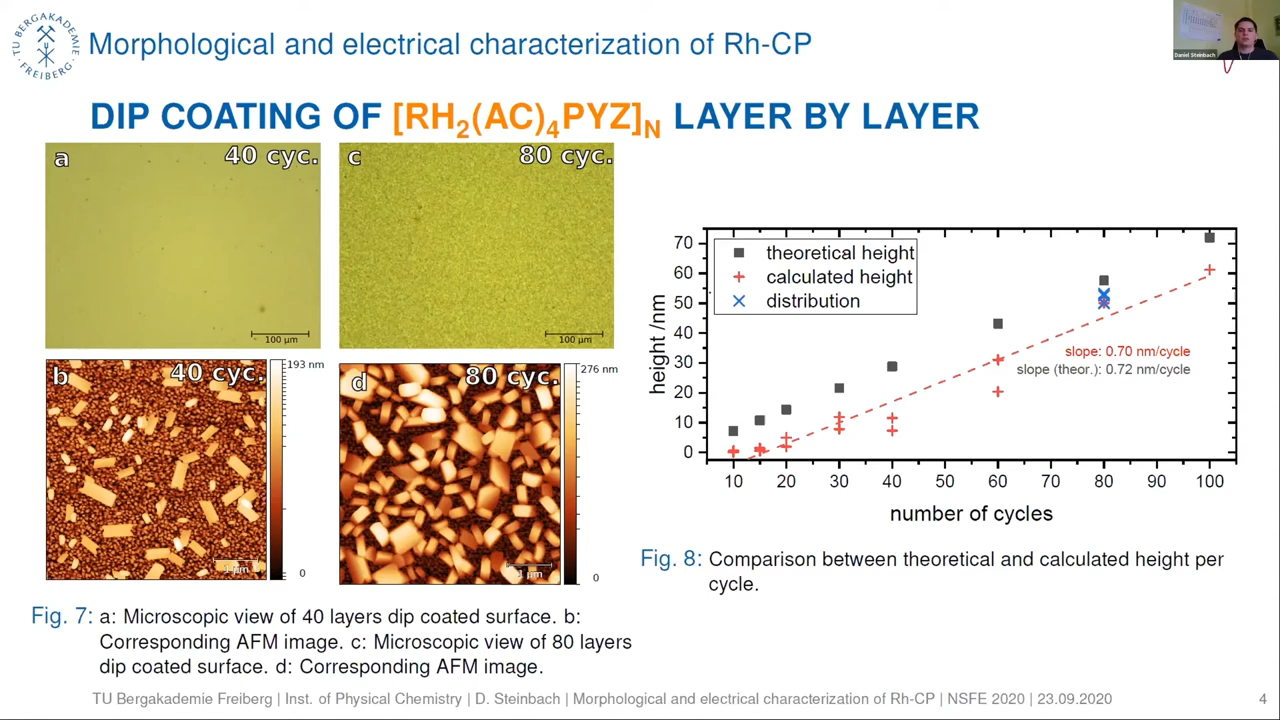 TU BERGAKADEMIE
FREIBERG
Morphological and electrical characterization of Rh-CP
Daniel Steinbach
DIP COATING OF [RH2(AC)4PYZ]N LAYER BY LAYER
a
40 cyc.
100 µm
c
80 cyc.
100 µm
b
40 cyc.
1 µm
193 nm
0
d
80 cyc.
1 µm
276 nm
0
Fig. 7: a: Microscopic view of 40 layers dip coated surface. b:
Corresponding AFM image. c: Microscopic view of 80 layers
dip coated surface. d: Corresponding AFM image.
theoretical height
calculated height
distribution
height /nm
70
60
50
40
30
20
10
0
slope: 0.70 nm/cycle
slope (theor.): 0.72 nm/cycle
10 20 30 40 50 60 70 80 90 100
number of cycles
Fig. 8: Comparison between theoretical and calculated height per
cycle.
TU Bergakademie Freiberg | Inst. of Physical Chemistry | D. Steinbach | Morphological and electrical characterization of Rh-CP | NSFE 2020 | 23.09.2020
4